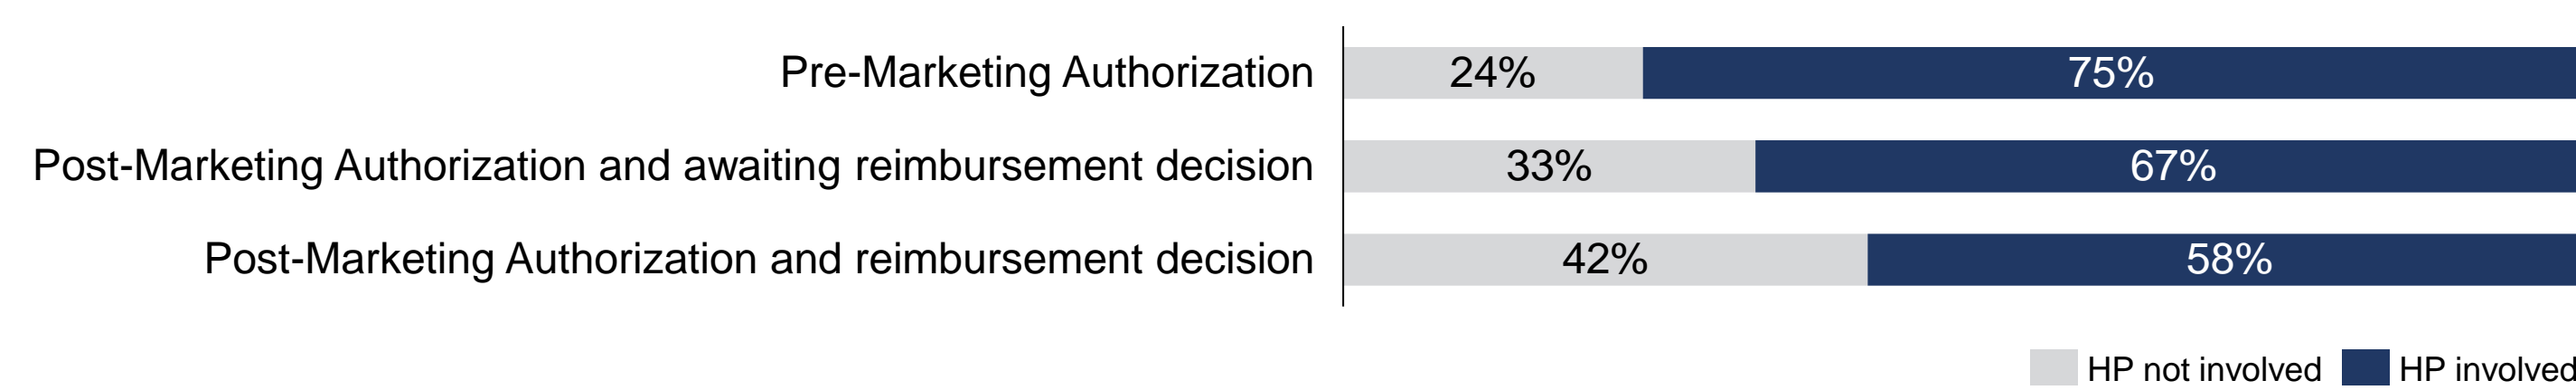 Pre-Marketing Authorization 24% 75%
Post-Marketing Authorization and awaiting reimbursement decision 33% 67%
Post-Marketing Authorization and reimbursement decision 42% 58%
HP not involved HP involved